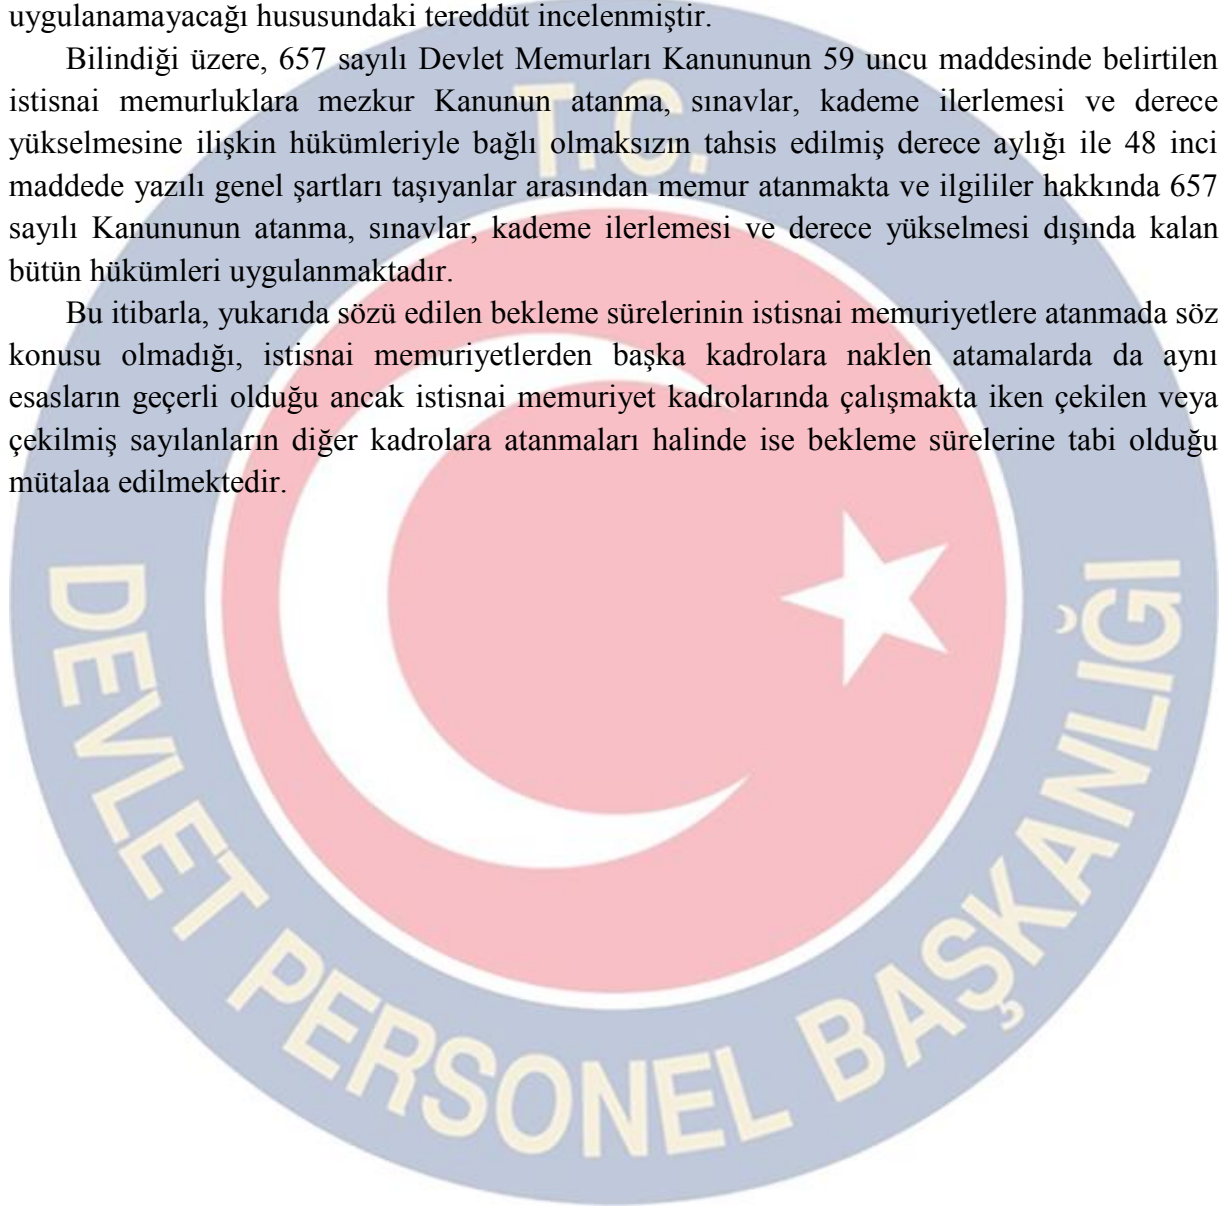 uygulanamayacağı hususundaki tereddüt incelenmiştir.
Bilindiği üzere, 657 sayılı Devlet Memurları Kanununun 59 uncu maddesinde belirtilen
istisnai memurluklara mezkur Kanunun atanma, sınavlar, kademe ilerlemesi ve derece
yükselmesine ilişkin hükümleriyle bağlı olmaksızın tahsis edilmiş derece aylığı ile 48 inci
maddede yazılı genel şartları taşıyanlar arasından memur atanmakta ve ilgililer hakkında 657
sayılı Kanununun atanma, sınavlar, kademe ilerlemesi ve derece yükselmesi dışında kalan
bütün hükümleri uygulanmaktadır.
Bu itibarla, yukarıda sözü edilen bekleme sürelerinin istisnai memuriyetlere atanmada söz
konusu olmadığı, istisnai memuriyetlerden başka kadrolara naklen atamalarda da aynı
esasların geçerli olduğu ancak istisnai memuriyet kadrolarında çalışmakta iken çekilen veya
çekilmiş sayılanların diğer kadrolara atanmaları halinde ise bekleme sürelerine tabi olduğu
mütalaa edilmektedir.
T.C.
DEVLET PERSONEL BAŞKANLIĞI